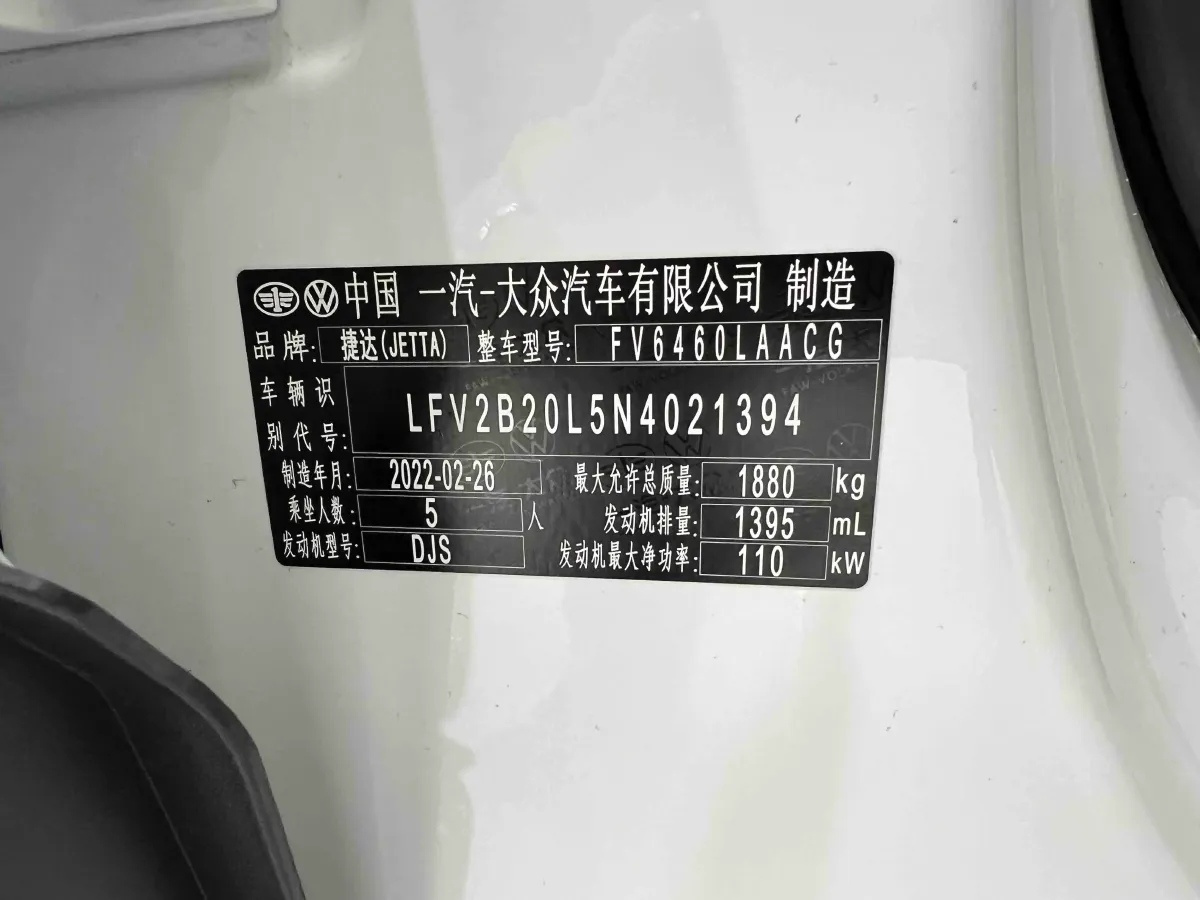 中国 一汽-大众汽车有限公司 制造
品牌: 捷达(JETTA) 整车型号: FV6460LAACG
车辆识别代号: LFV2B20L5N4021394
制造年月: 2022-02-26 最大允许总质量: 1880 kg
乘坐人数: 5 人 发动机排量: 1395 mL
发动机型号: DJS 发动机最大净功率: 110 kW